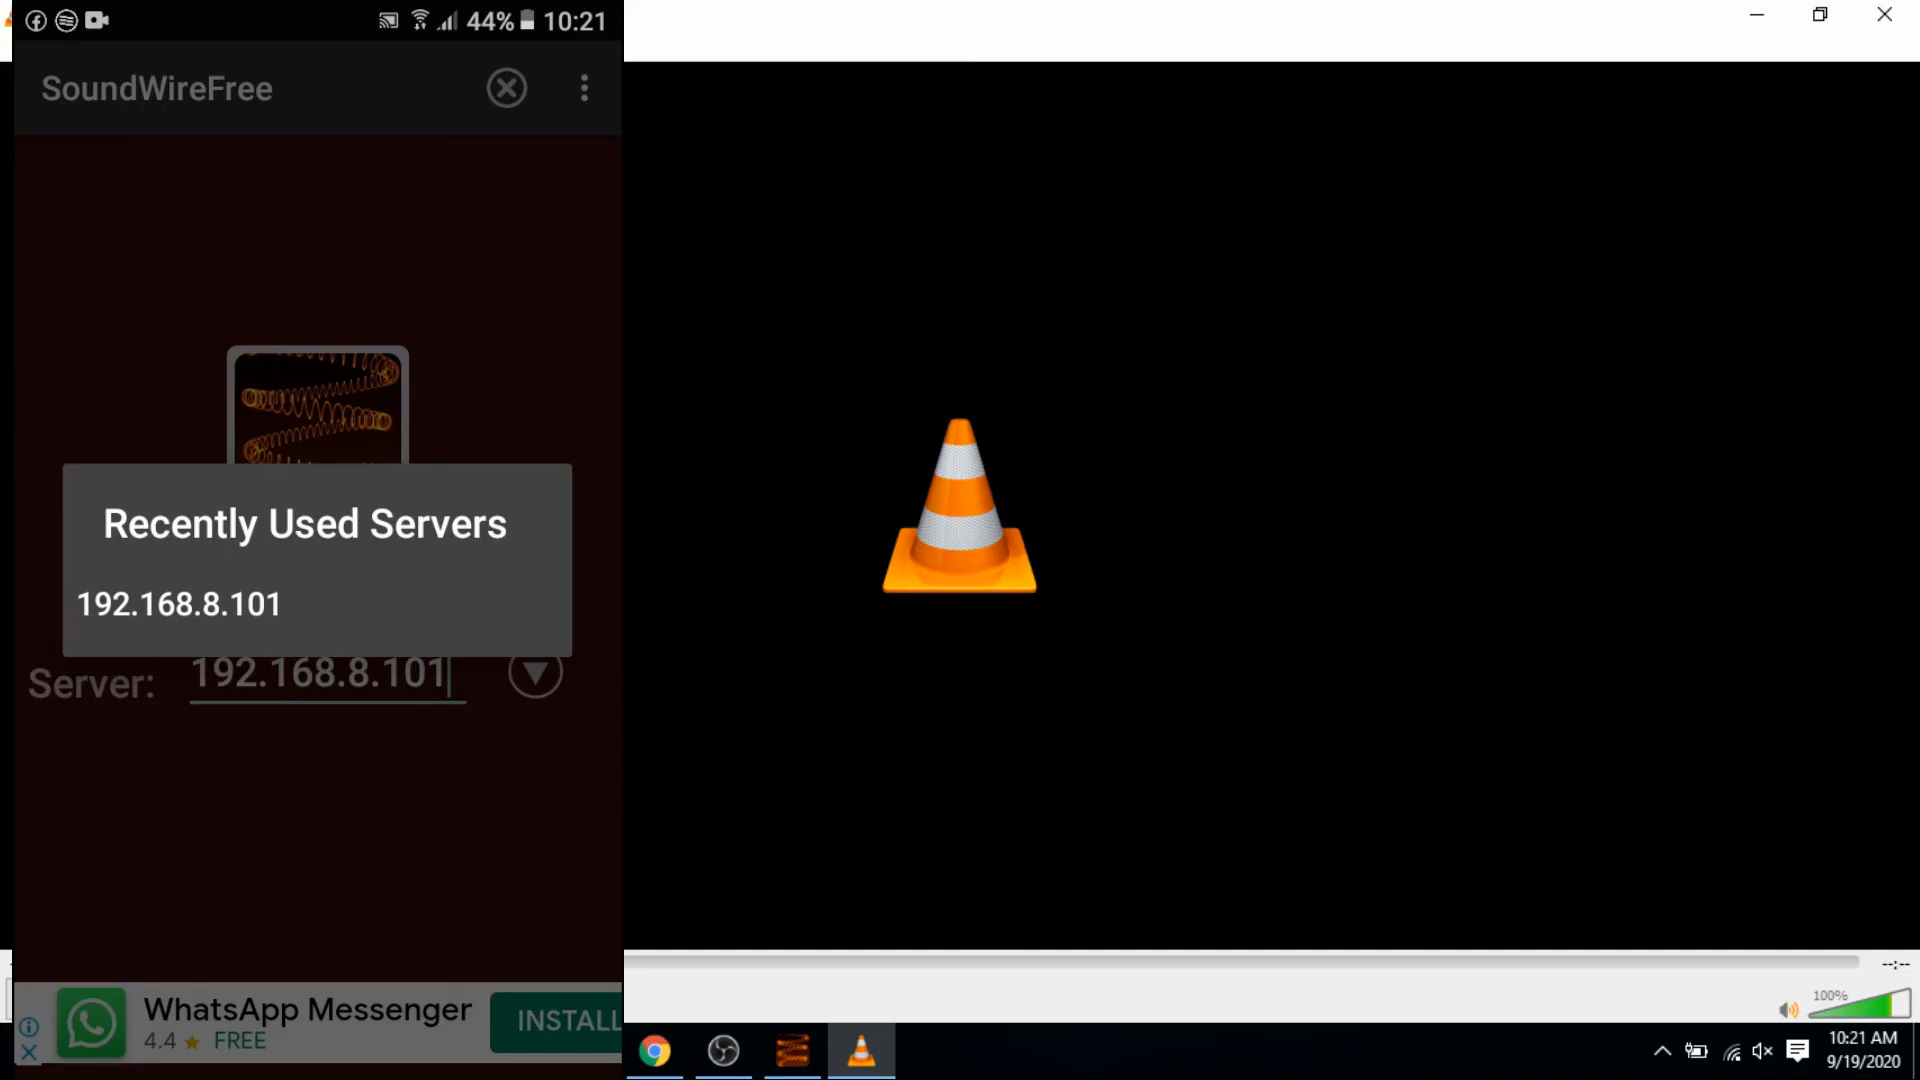 44% 10:21
SoundWireFree
Recently Used Servers
192.168.8.101
Server: 192.168.8.101
WhatsApp Messenger
4.4 ★ FREE
INSTALL
--:--
100%
10:21 AM
9/19/2020